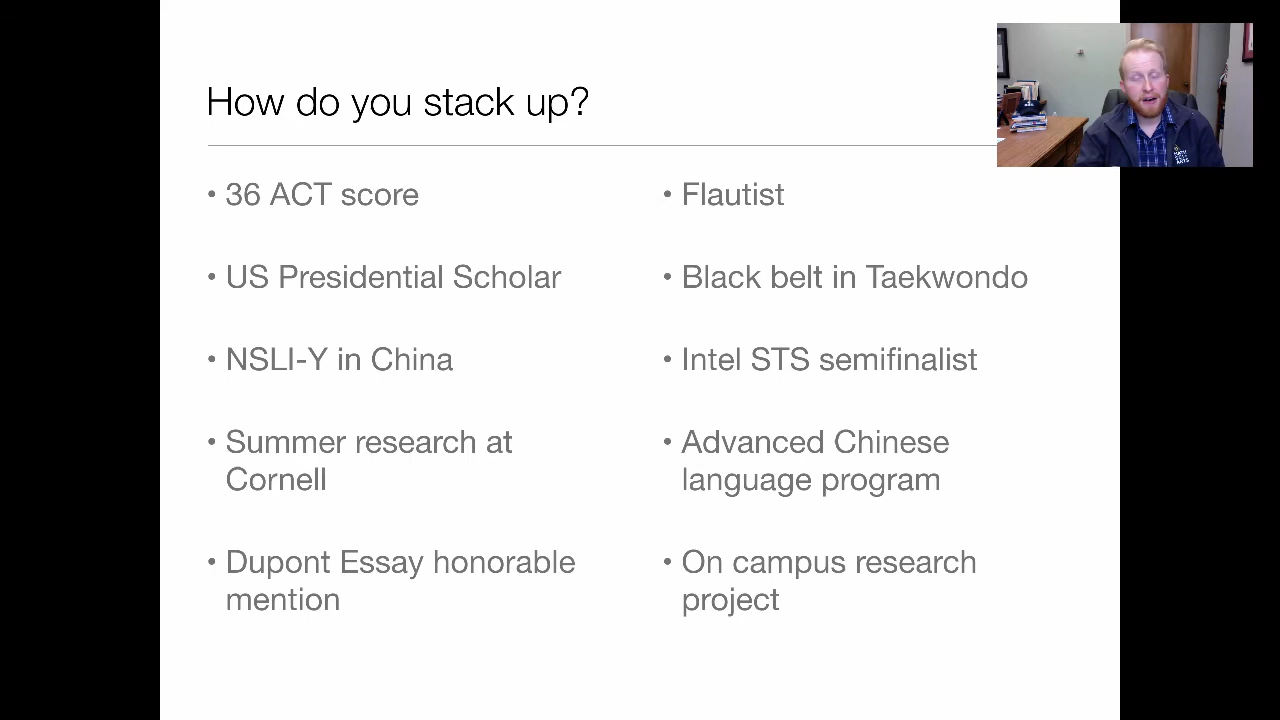 How do you stack up?
• 36 ACT score
• US Presidential Scholar
• NSLI-Y in China
• Summer research at
Cornell
• Dupont Essay honorable
mention
• Flautist
• Black belt in Taekwondo
• Intel STS semifinalist
• Advanced Chinese
language program
• On campus research
project